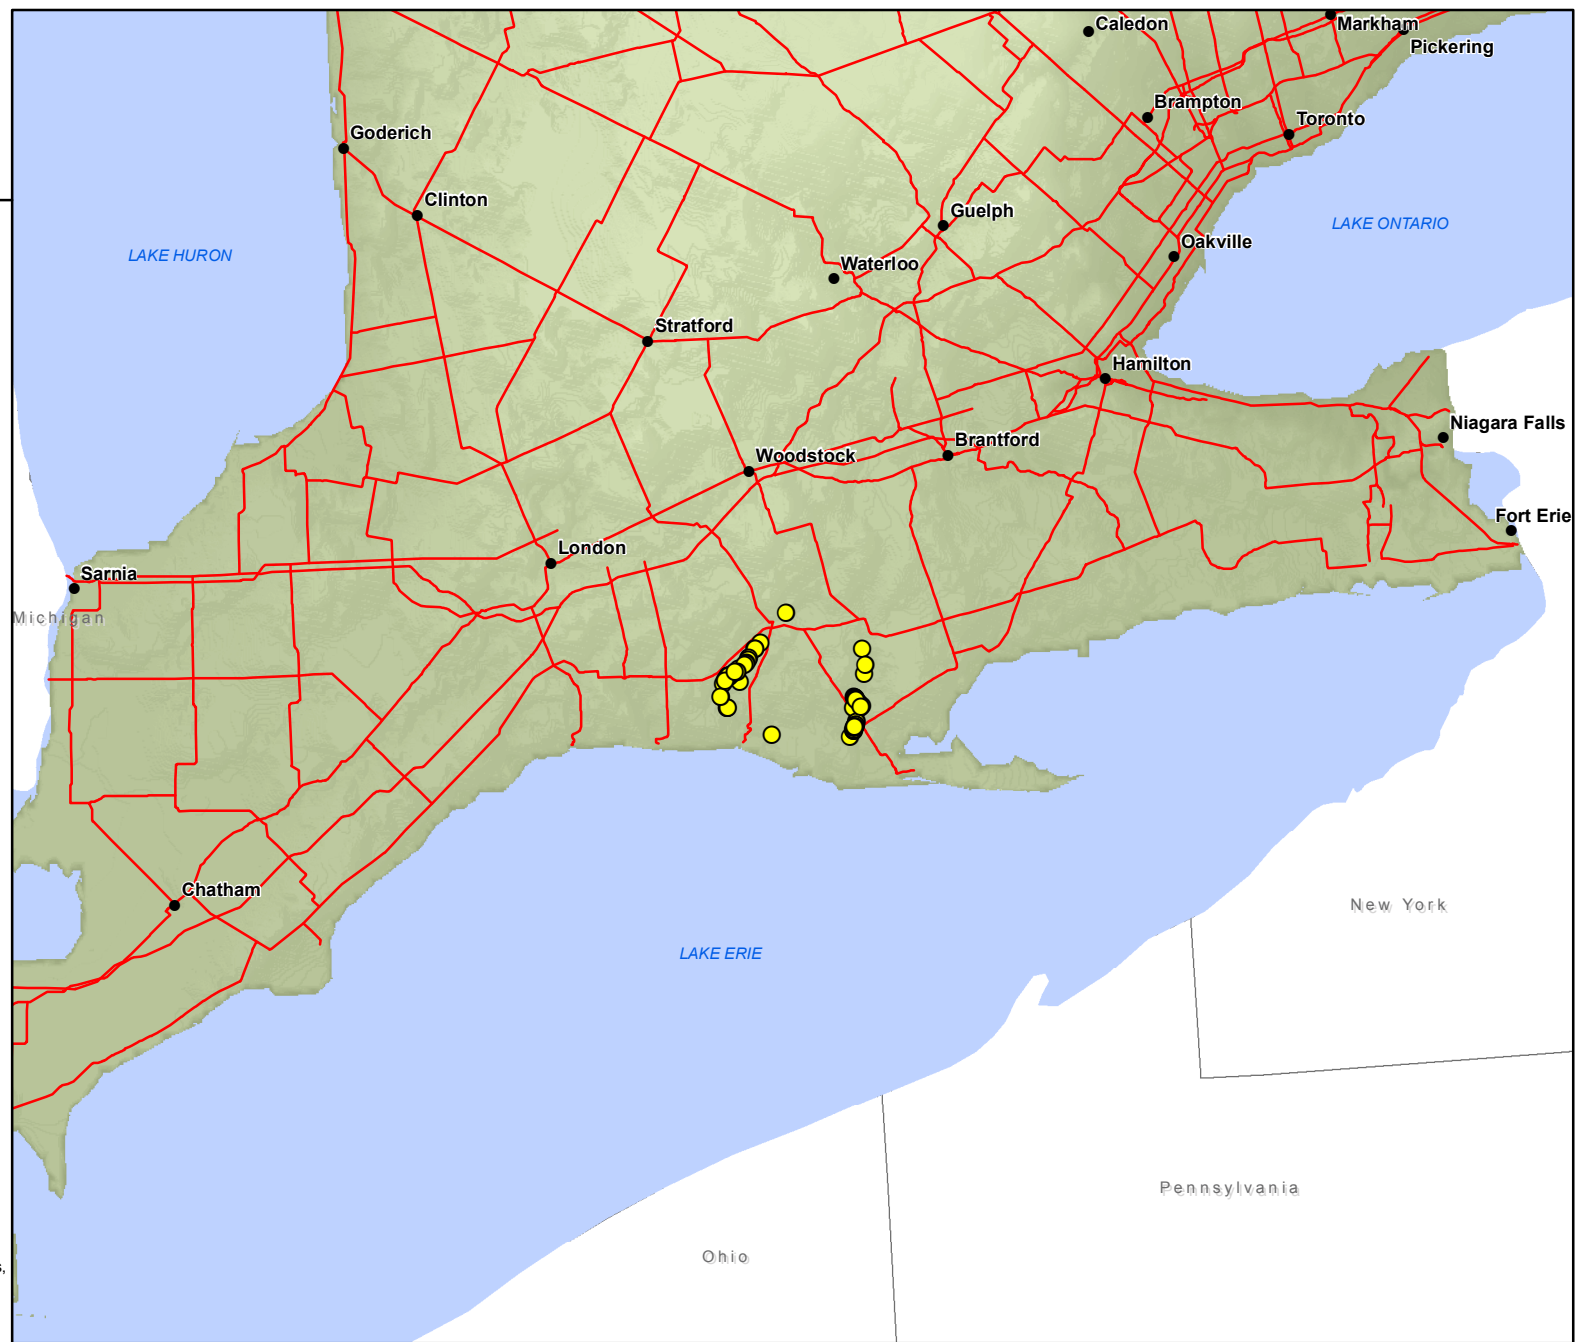 Caledon
Markham
Pickering
Brampton
Toronto
Goderich
Clinton
Guelph
LAKE ONTARIO
Oakville
LAKE HURON
Waterloo
Stratford
Hamilton
Niagara Falls
Brantford
Woodstock
Fort Erie
London
Sarnia
Michigan
Chatham
New York
LAKE ERIE
Pennsylvania
Ohio